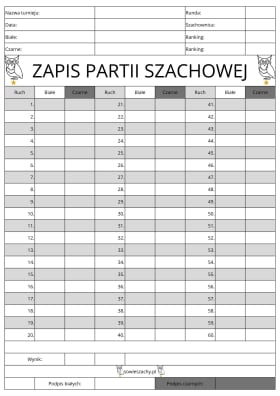 Nazwa turnieju: Runda:
Data: Szachownica:
Białe: Ranking:
Czarne: Ranking:
ZAPIS PARTII SZACHOWEJ
Ruch Białe Czarne Ruch Białe Czarne Ruch Białe Czarne
1. 21. 41.
2. 22. 42.
3. 23. 43.
4. 24. 44.
5. 25. 45.
6. 26. 46.
7. 27. 47.
8. 28. 48.
9. 29. 49.
10. 30. 50.
11. 31. 51.
12. 32. 52.
13. 33. 53.
14. 34. 54.
15. 35. 55.
16. 36. 56.
17. 37. 57.
18. 38. 58.
19. 39. 59.
20. 40. 60.
Wynik:
sowieszachy.pl
Podpis białych: Podpis czarnych: